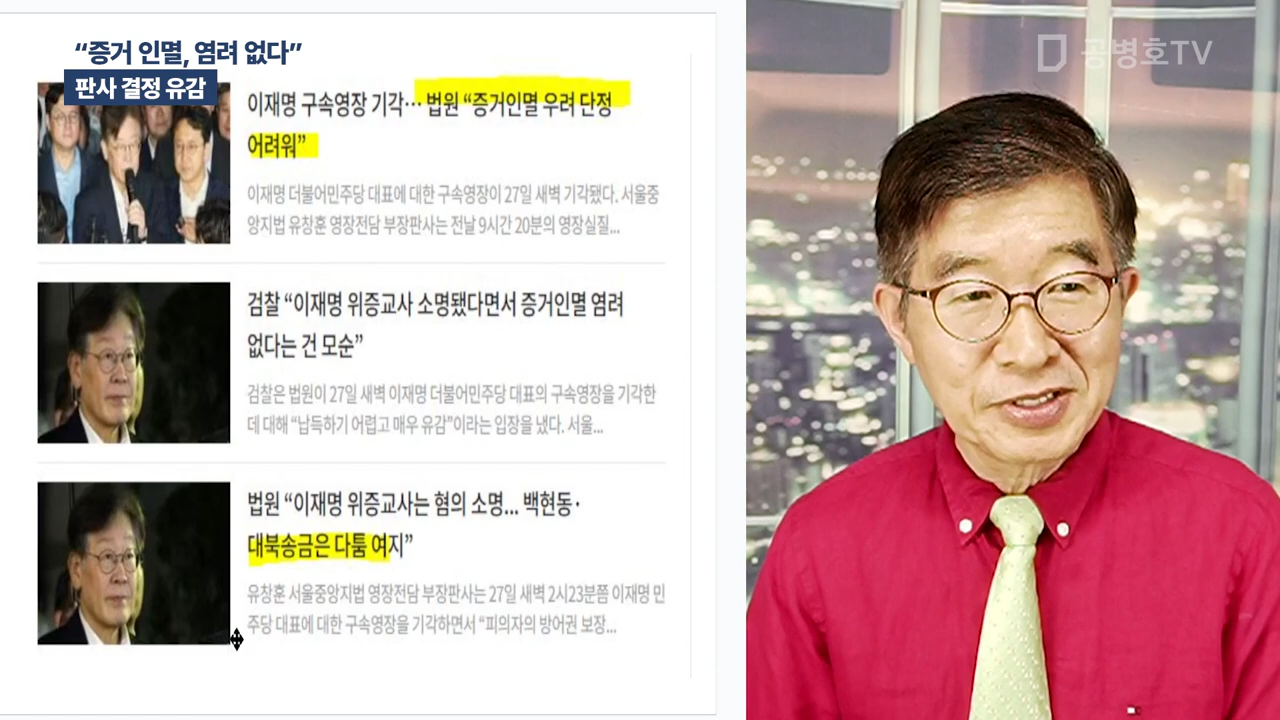 “증거 인멸, 염려 없다”
판사 결정 유감
이재명 구속영장 기각… 법원 “증거인멸 우려 단정
어려워”
이재명 더불어민주당 대표에 대한 구속영장이 27일 새벽 기각됐다. 서울중
앙지법 유창훈 영장전담 부장판사는 전날 9시간 20분의 영장실질...
검찰 “이재명 위증교사 소명됐다면서 증거인멸 염려
없다는 건 모순”
검찰은 법원이 27일 새벽 이재명 더불어민주당 대표의 구속영장을 기각한
데 대해 “납득하기 어렵고 매우 유감”이라는 입장을 냈다. 서울...
법원 “이재명 위증교사는 혐의 소명... 백현동·
대북송금은 다툼 여지”
유창훈 서울중앙지법 영장전담 부장판사는 27일 새벽 2시23분쯤 이재명 민
주당 대표에 대한 구속영장을 기각하면서 “피의자의 방어권 보장...
공병호TV